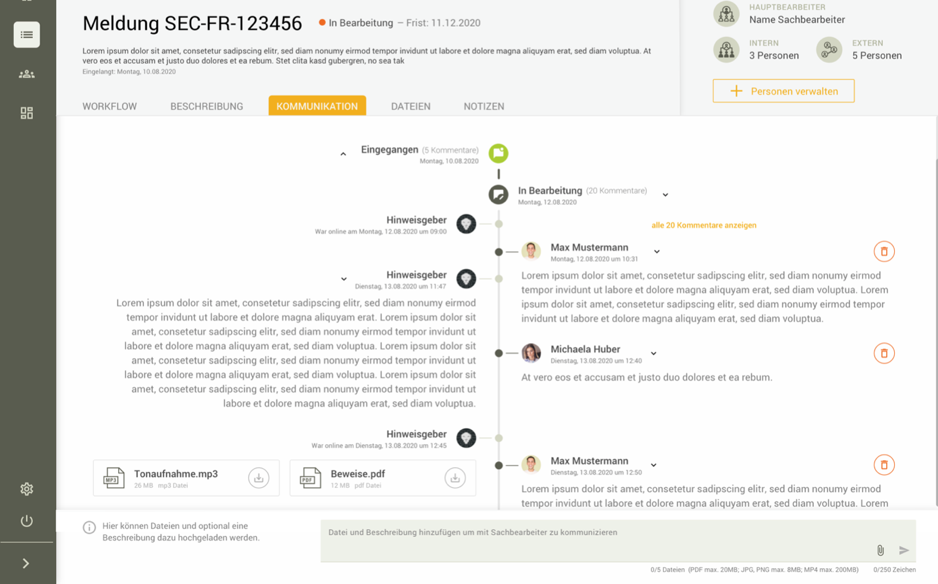 Meldung SEC-FR-123456
In Bearbeitung – Frist: 11.12.2020
Lorem ipsum dolor sit amet, consetetur sadipscing elitr, sed diam nonumy eirmod tempor invidunt ut labore et dolore magna aliquyam erat, sed diam voluptua. At
vero eos et accusam et justo duo dolores et ea rebum. Stet clita kasd gubergren, no sea tak
Eingelangt: Montag, 10.08.2020
HAUPTBEARBEITER
Name Sachbearbeiter
INTERN
3 Personen
EXTERN
5 Personen
Personen verwalten
WORKFLOW
BESCHREIBUNG
KOMMUNIKATION
DATEIEN
NOTIZEN
Eingegangen (5 Kommentare)
Montag, 10.08.2020
In Bearbeitung (20 Kommentare)
Montag, 12.08.2020
Hinweisgeber
War online am Montag, 12.08.2020 um 09:00
alle 20 Kommentare anzeigen
Max Mustermann
Montag, 12.08.2020 um 10:31
Lorem ipsum dolor sit amet, consetetur sadipscing elitr, sed diam nonumy eirmod
tempor invidunt ut labore et dolore magna aliquyam erat, sed diam voluptua. Lorem
ipsum dolor sit amet, consetetur sadipscing elitr, sed diam nonumy eirmod tempor
invidunt ut labore et dolore magna aliquyam erat, sed diam voluptua.
Hinweisgeber
Dienstag, 13.08.2020 um 11:47
Lorem ipsum dolor sit amet, consetetur sadipscing elitr, sed diam nonumy eirmod
tempor invidunt ut labore et dolore magna aliquyam erat. Lorem ipsum dolor sit
amet, consetetur sadipscing elitr, sed diam nonumy eirmod tempor invidunt ut
labore et dolore magna aliquyam erat, sed diam voluptua. Lorem ipsum dolor sit
amet, consetetur sadipscing elitr, sed diam nonumy eirmod tempor invidunt ut
labore et dolore magna aliquyam erat, sed diam voluptua. Lorem ipsum dolor sit
amet, consetetur sadipscing elitr, sed diam nonumy eirmod tempor invidunt ut
labore et dolore magna aliquyam erat, sed diam voluptua.
Michaela Huber
Dienstag, 13.08.2020 um 12:40
At vero eos et accusam et justo duo dolores et ea rebum.
Hinweisgeber
War online am Dienstag, 13.08.2020 um 12:45
MP3
Tonaufnahme.mp3
26 MB mp3 Datei
PDF
Beweise.pdf
12 MB pdf Datei
Max Mustermann
Dienstag, 13.08.2020 um 12:50
Lorem ipsum dolor sit amet, consetetur sadipscing elitr, sed diam nonumy eirmod
tempor invidunt ut labore et dolore magna aliquyam erat, sed diam voluptua. Lorem
Hier können Dateien und optional eine
Beschreibung dazu hochgeladen werden.
Datei und Beschreibung hinzufügen um mit Sachbearbeiter zu kommunizieren
0/5 Dateien (PDF max. 20MB; JPG, PNG max. 8MB; MP4 max. 200MB)
0/250 Zeichen